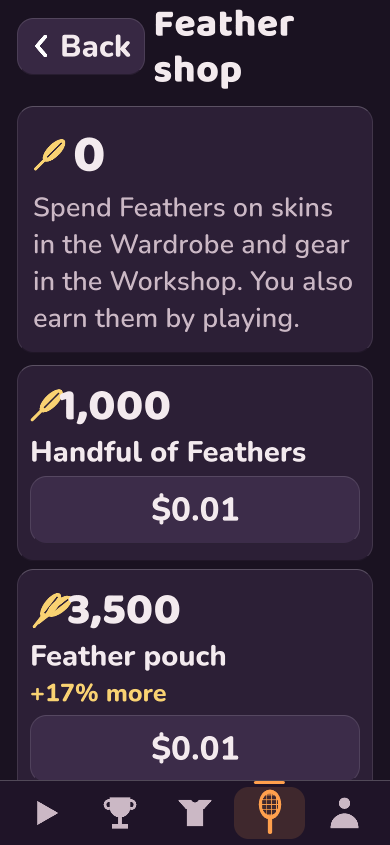 Back
Feather
shop
0
Spend Feathers on skins
in the Wardrobe and gear
in the Workshop. You also
earn them by playing.
1,000
Handful of Feathers
$0.01
3,500
Feather pouch
+17% more
$0.01